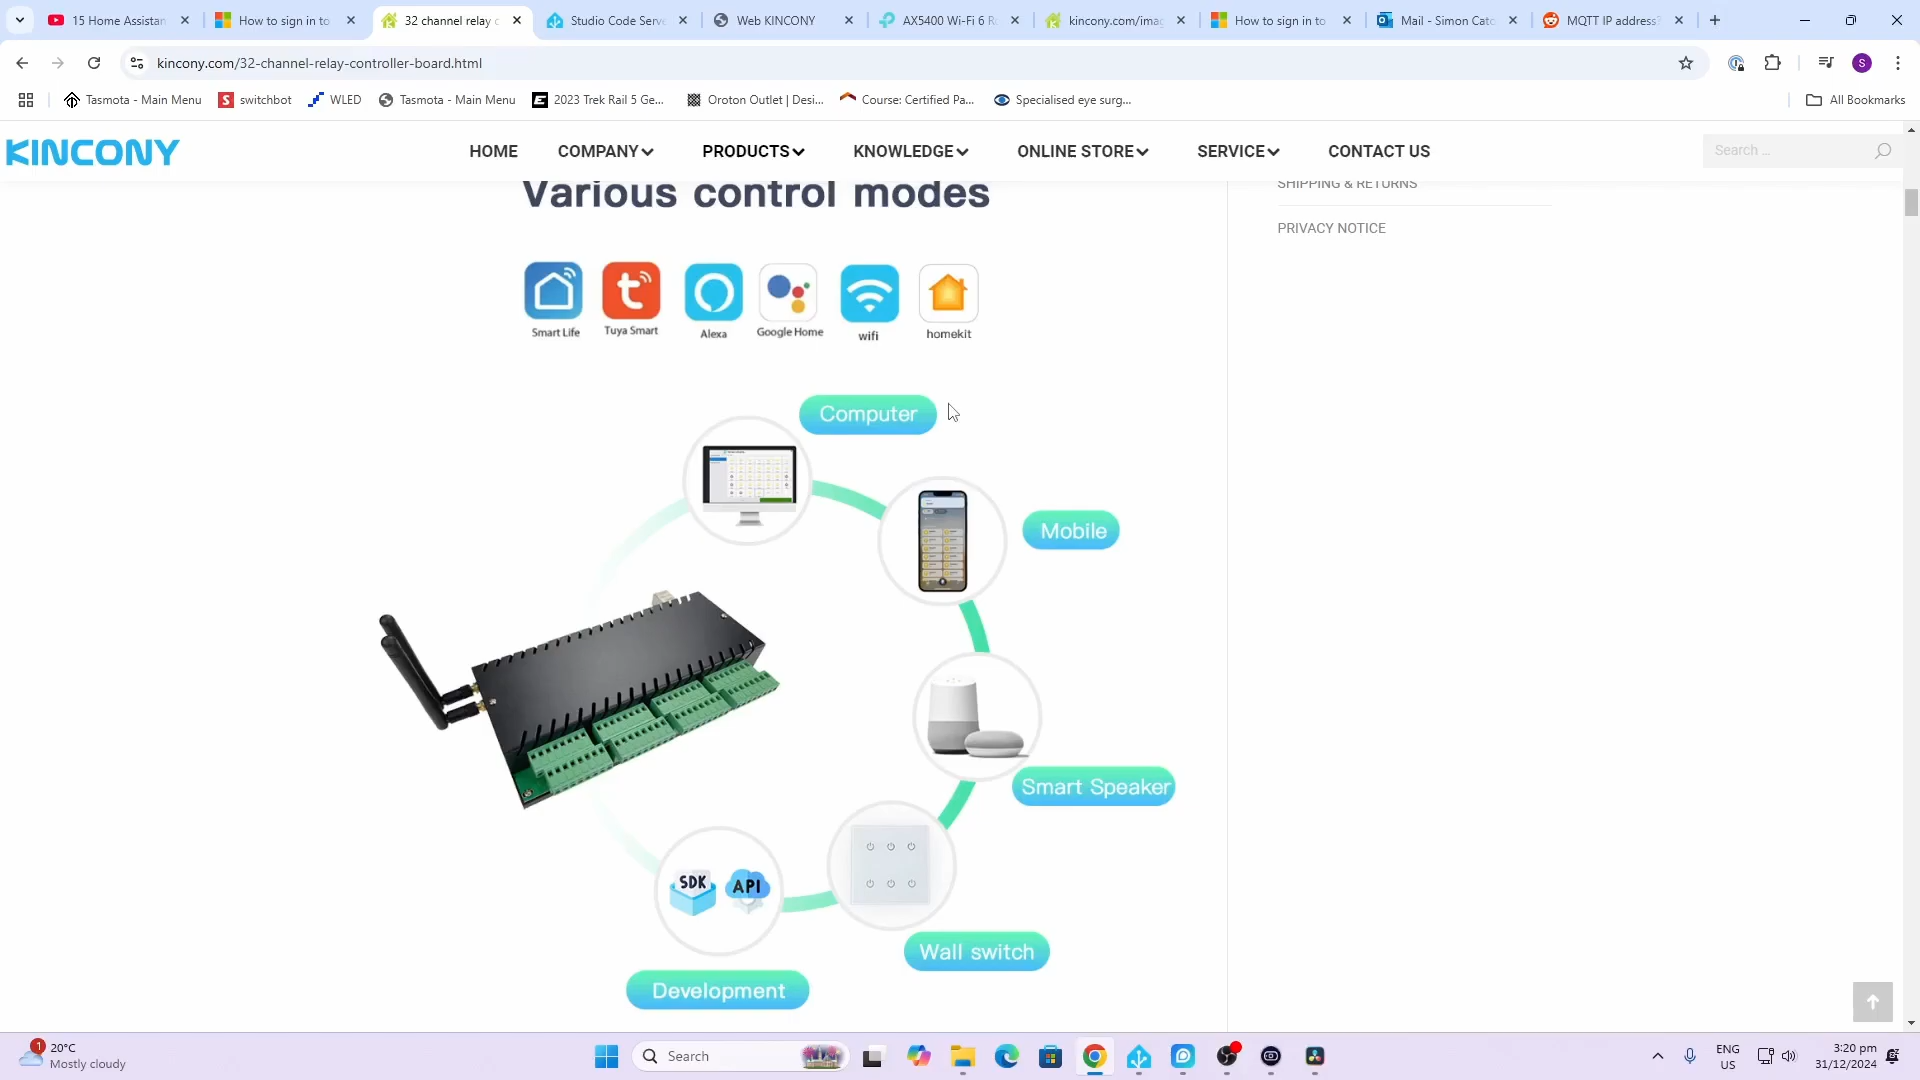 15 Home Assistan
How to sign in to
32 channel relay c
Studio Code Serve
Web KINCONY
AX5400 Wi-Fi 6 Ro
kincony.com/imag
How to sign in to
Mail - Simon Cato
MQTT IP address?
kincony.com/32-channel-relay-controller-board.html
S
Tasmota - Main Menu
switchbot
WLED
Tasmota - Main Menu
2023 Trek Rail 5 Ge...
Oroton Outlet | Desi...
Course: Certified Pa...
Specialised eye surg...
All Bookmarks
KINCONY
HOME
COMPANY
PRODUCTS
KNOWLEDGE
ONLINE STORE
SERVICE
CONTACT US
Search ...
Various control modes
SHIPPING & RETURNS
PRIVACY NOTICE
Smart Life
Tuya Smart
Alexa
Google Home
wifi
homekit
Computer
Mobile
Smart Speaker
SDK
API
Wall switch
Development
1
20°C
Mostly cloudy
Search
ENG
US
3:20 pm
31/12/2024